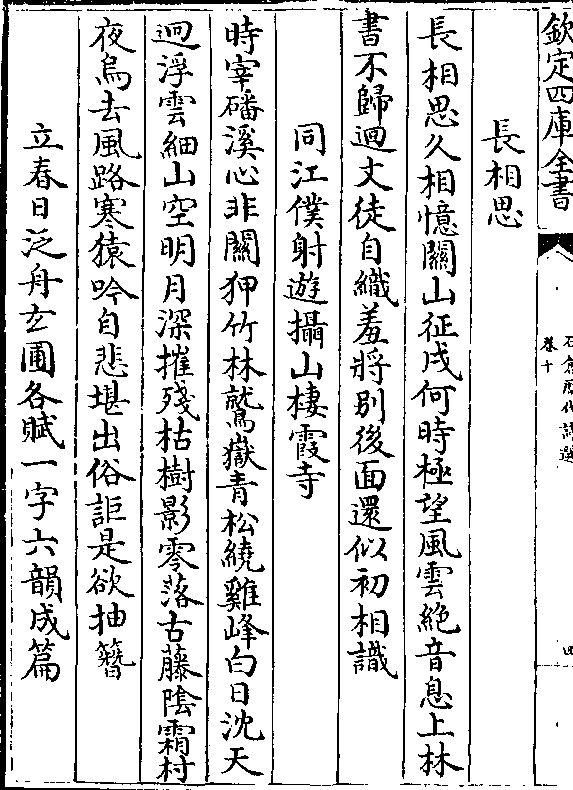 欽定四庫全書
石倉歷代詩選
卷十
四
長相思
長相思久相憶關山征戍何時極望風雲絶音息上林
書不歸迴文徒自織羞將别後面還似初相識
同江僕射遊攝山棲霞寺
時宰磻溪心非關狎竹林鷲嶽青松繞雞峰白日沈天
迥浮雲細山空明月深摧殘枯樹影零落古藤陰霜村
夜烏去風路寒猿吟自悲堪出俗詎是欲抽簪
立春日泛舟玄圃各賦一字六韻成篇